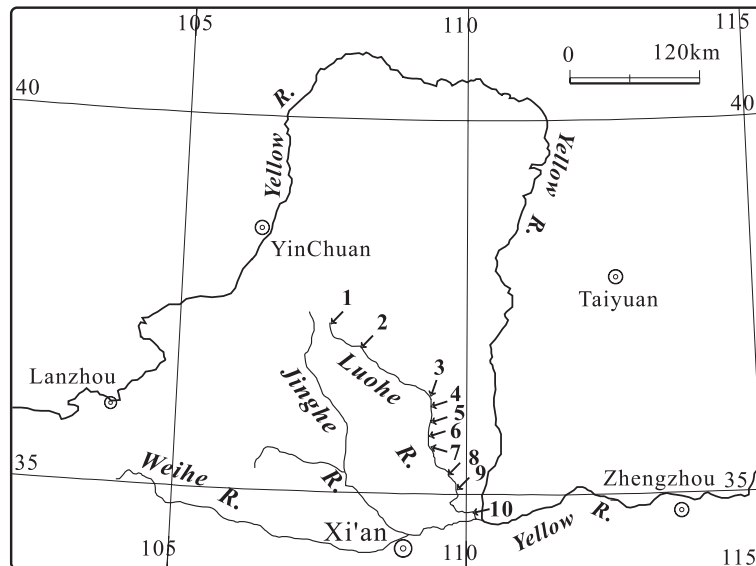 105
110
115
0
120km
40
R.
40
Yellow
Yellow
R.
YinChuan
Taiyuan
1
2
Lanzhou
Luohe
3
4
Jinghe
5
6
7
R.
8
9
35
Weihe
R.
R.
Zhengzhou
35
10
Xi'an
Yellow
R.
105
110
115